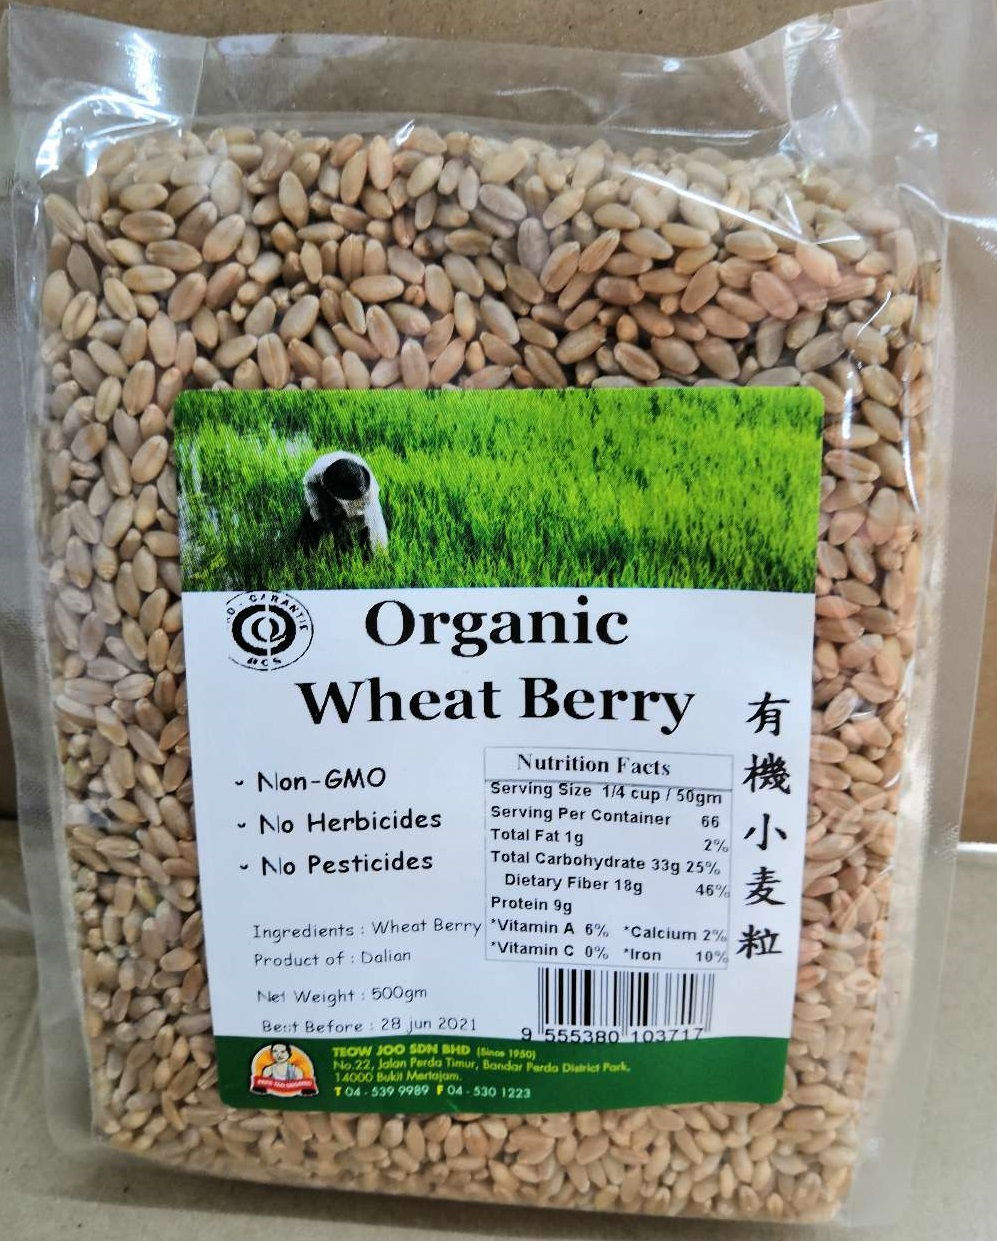 BCS
Organic
Wheat Berry
有機小麦粒
- Non-GMO
- No Herbicides
- No Pesticides
Nutrition Facts
Serving Size 1/4 cup / 50gm
Serving Per Container 66
Total Fat 1g 2%
Total Carbohydrate 33g 25%
Dietary Fiber 18g 46%
Protein 9g
*Vitamin A 6% *Calcium 2%
*Vitamin C 0% *Iron 10%
Ingredients : Wheat Berry
Product of : Dalian
Net Weight : 500gm
Best Before : 28 jun 2021
9 555380 103717
TEOW JOO SDN BHD (Since 1950)
No.22, Jalan Perda Timur, Bandar Perda District Park,
14000 Bukit Mertajam.
T 04 - 539 9989 F 04 - 530 1223